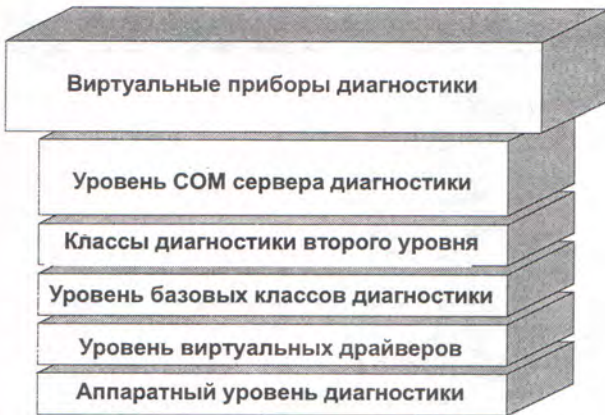 Виртуальные приборы диагностики
Уровень COM сервера диагностики
Классы диагностики второго уровня
Уровень базовых классов диагностики
Уровень виртуальных драйверов
Аппаратный уровень диагностики